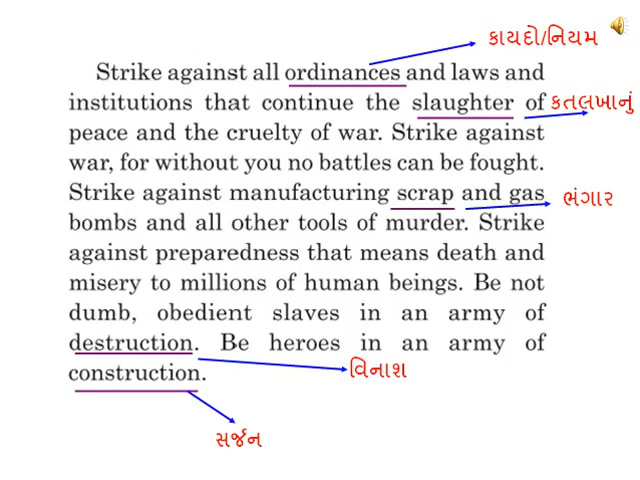 કાયદો/નિયમ
Strike against all ordinances and laws and
institutions that continue the slaughter of
કતલખાનું
peace and the cruelty of war. Strike against
war, for without you no battles can be fought.
Strike against manufacturing scrap and gas
ભંગાર
bombs and all other tools of murder. Strike
against preparedness that means death and
misery to millions of human beings. Be not
dumb, obedient slaves in an army of
destruction. Be heroes in an army of
વિનાશ
construction.
સર્જન